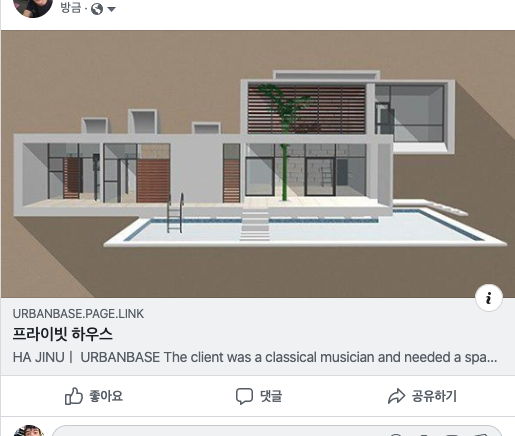 방금 ·
URBANBASE.PAGE.LINK
프라이빗 하우스
HA JINU | URBANBASE The client was a classical musician and needed a spa...
좋아요 댓글 공유하기